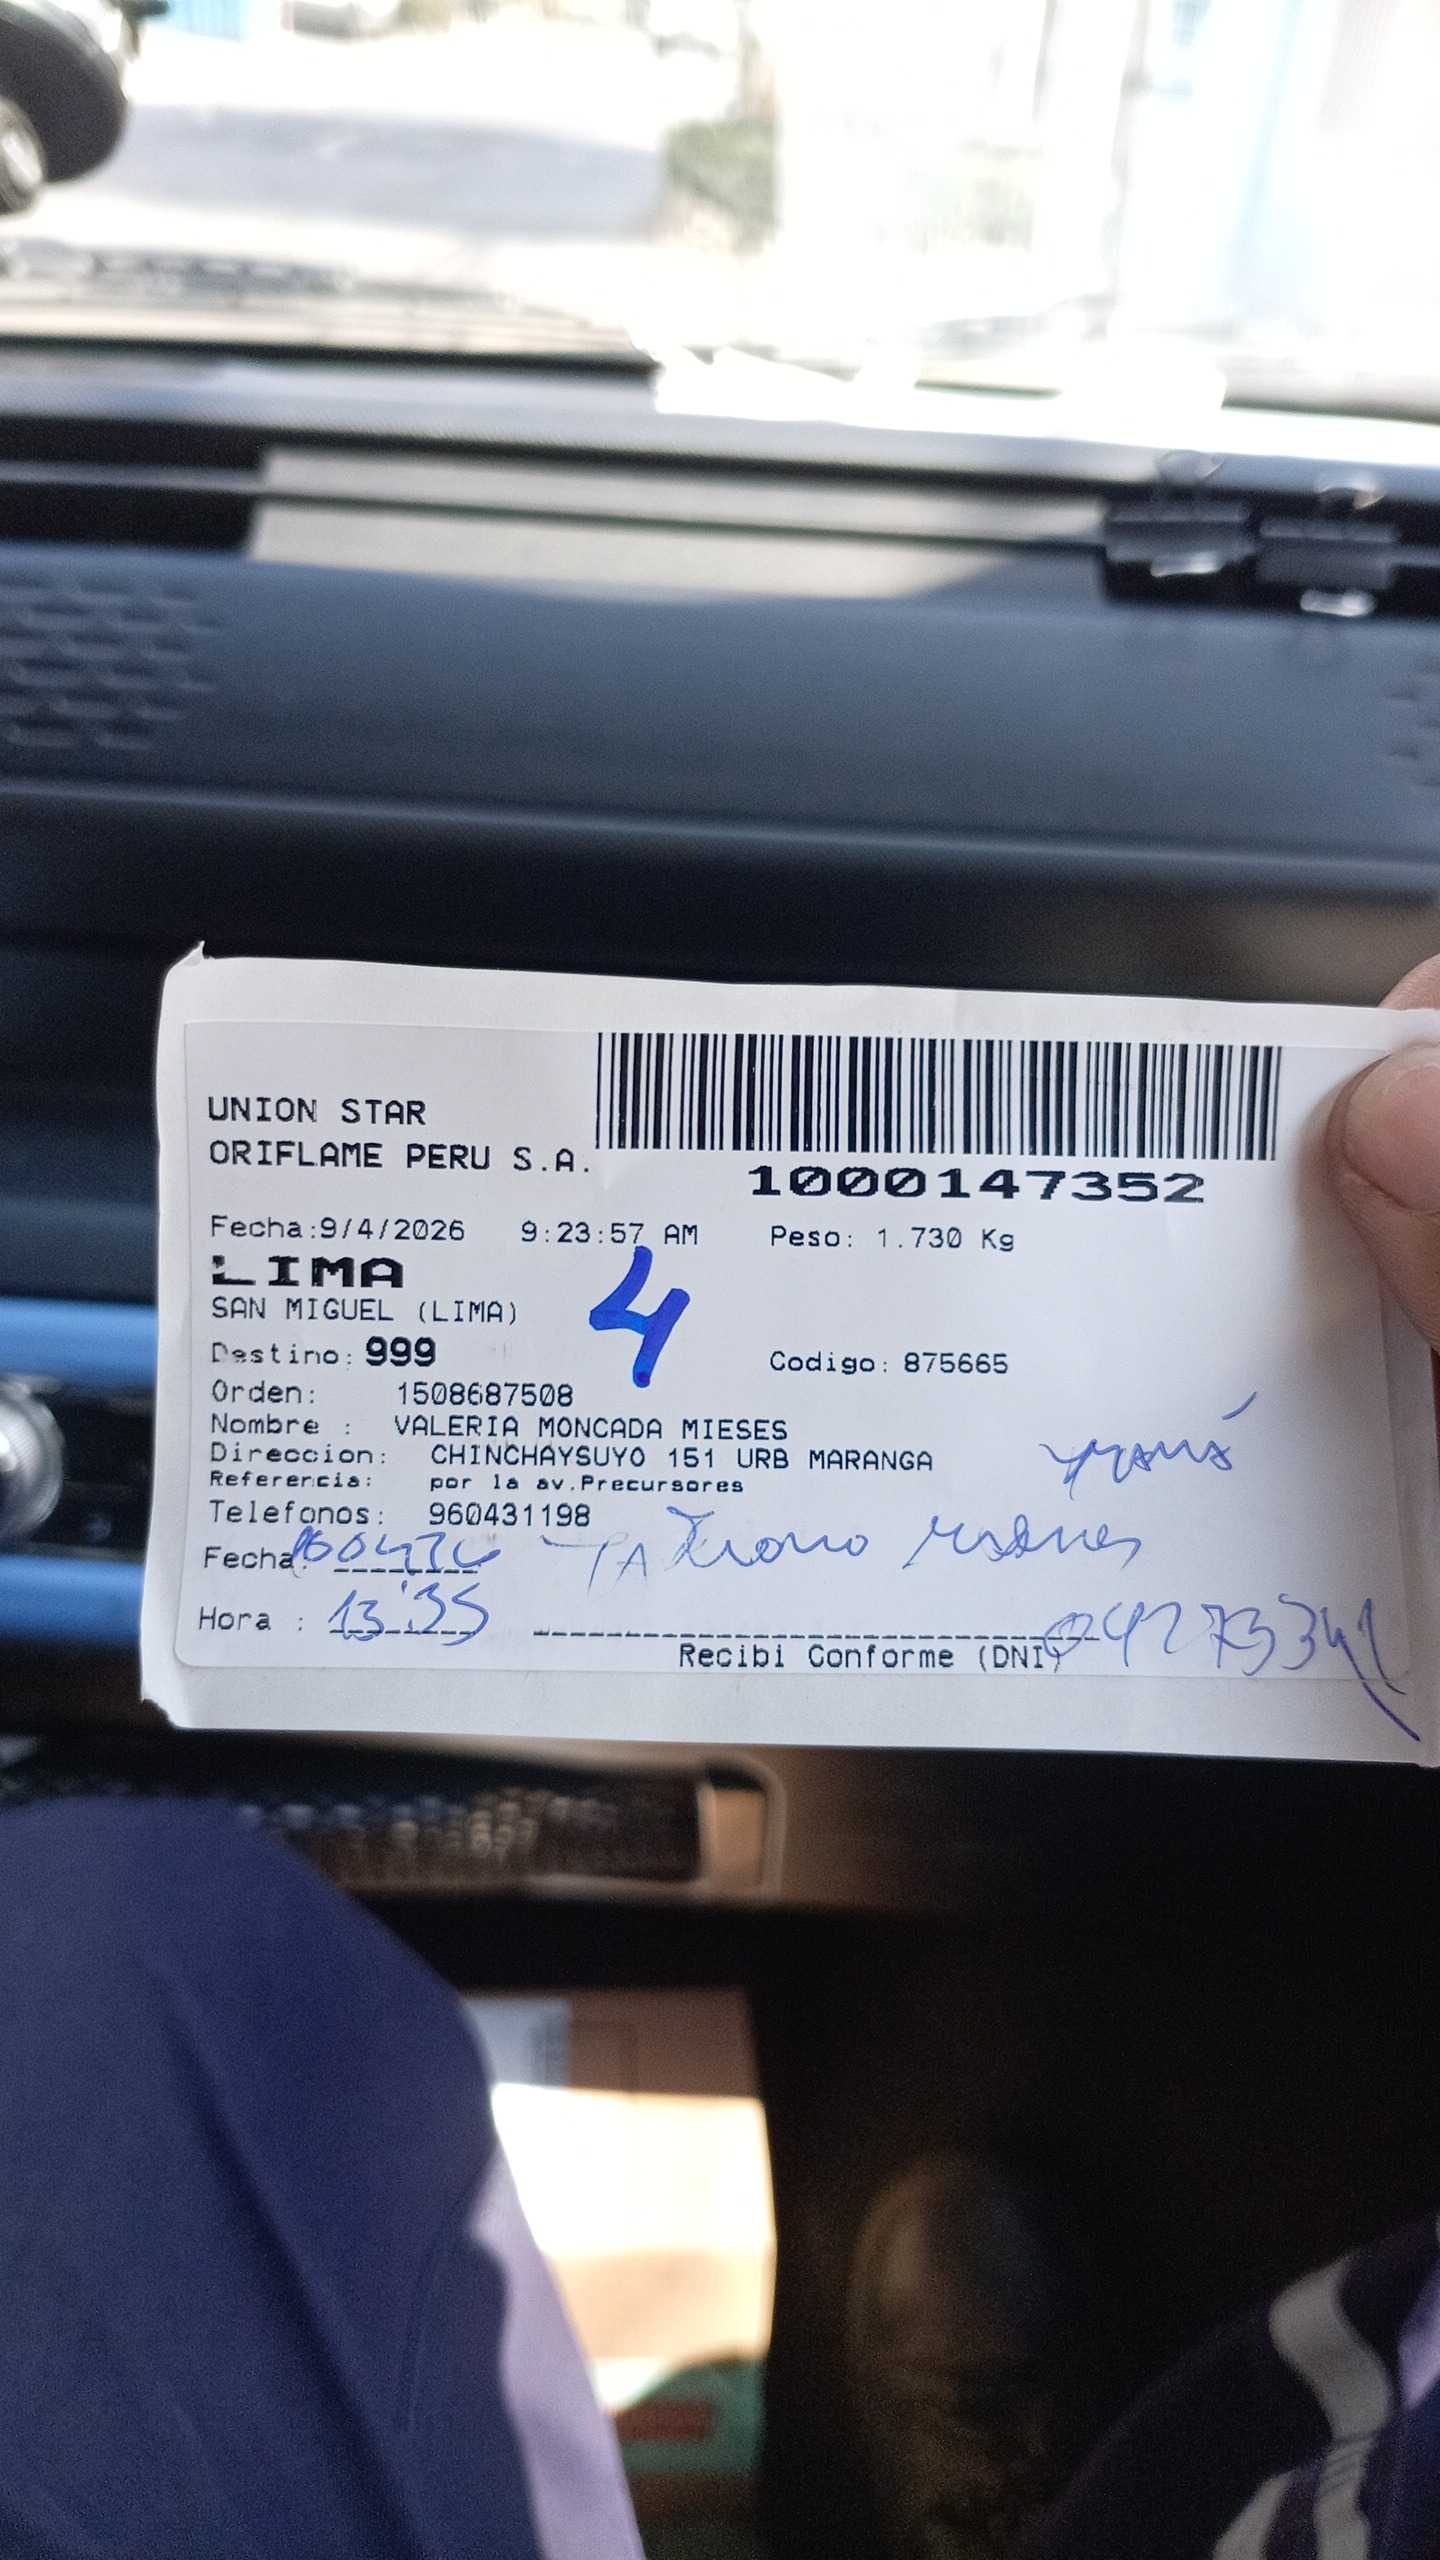 UNION STAR
ORIFLAME PERU S.A.
1000147352
Fecha:9/4/2026 9:23:57 AM Peso: 1.730 Kg
LIMA
4
SAN MIGUEL (LIMA)
Destino: 999 Codigo: 875665
Orden: 1508687508
Nombre : VALERIA MONCADA MIESES
Direccion: CHINCHAYSUYO 151 URB MARANGA
Referencia: por la av.Precursores
Telefonos: 960431198
Fecha:
Hora : 13:35
Recibi Conforme (DNI)